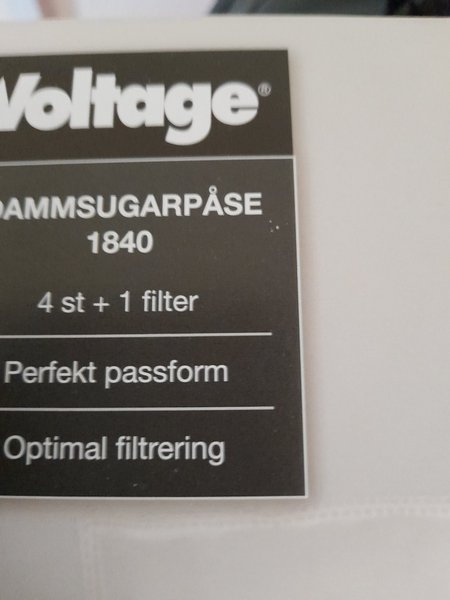 Voltage®
DAMMSUGARPÅSE
1840
4 st + 1 filter
Perfekt passform
Optimal filtrering